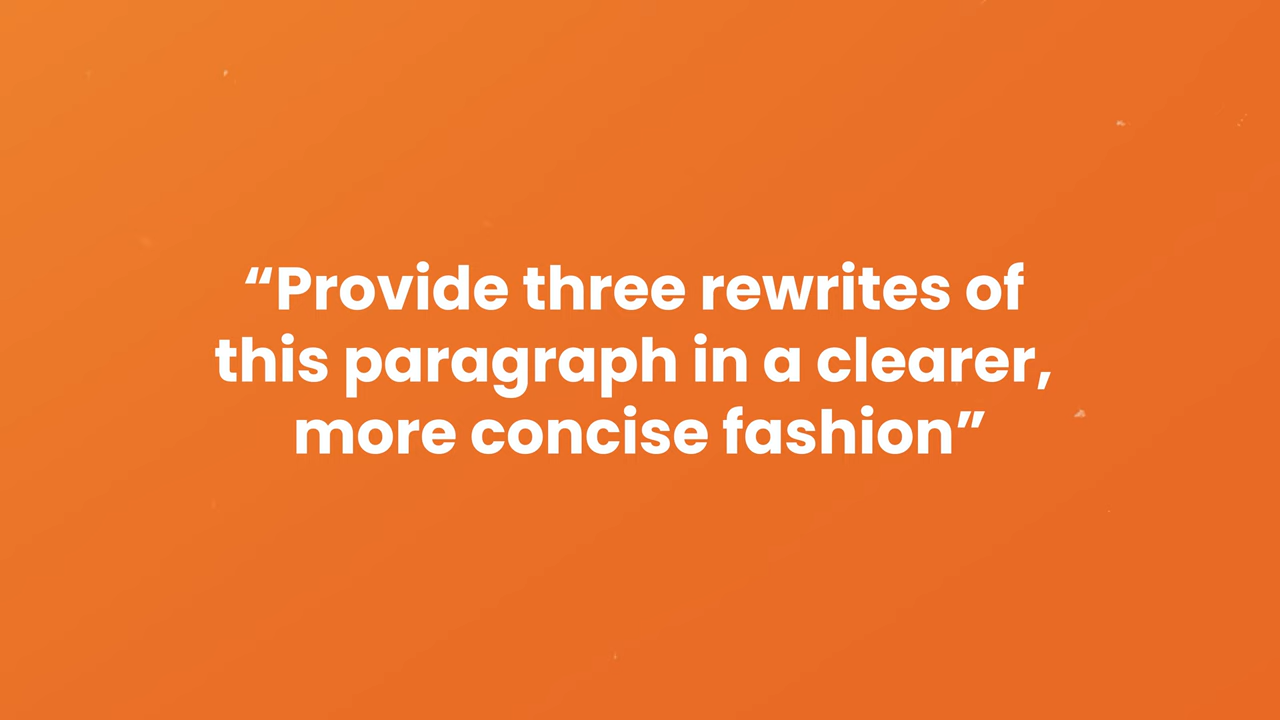 “Provide three rewrites of
this paragraph in a clearer,
more concise fashion”